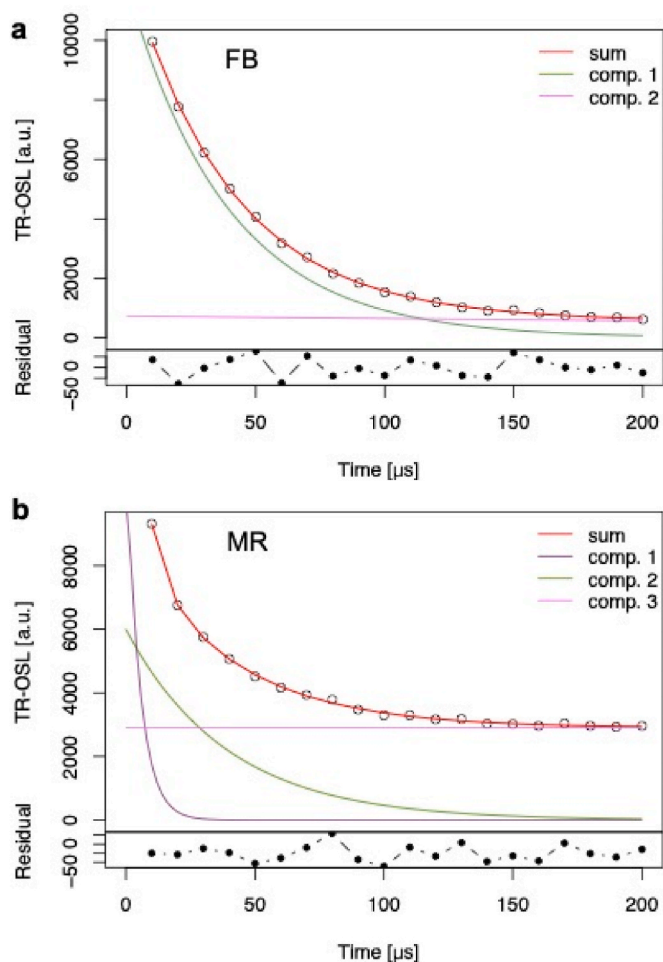 a
FB
sum
comp. 1
comp. 2
TR-OSL [a.u.]
10000
6000
2000
0
Residual
−50
0 50 100 150 200
Time [µs]
b
MR
sum
comp. 1
comp. 2
comp. 3
TR-OSL [a.u.]
8000
6000
4000
2000
0
Residual
−50 0
0 50 100 150 200
Time [µs]